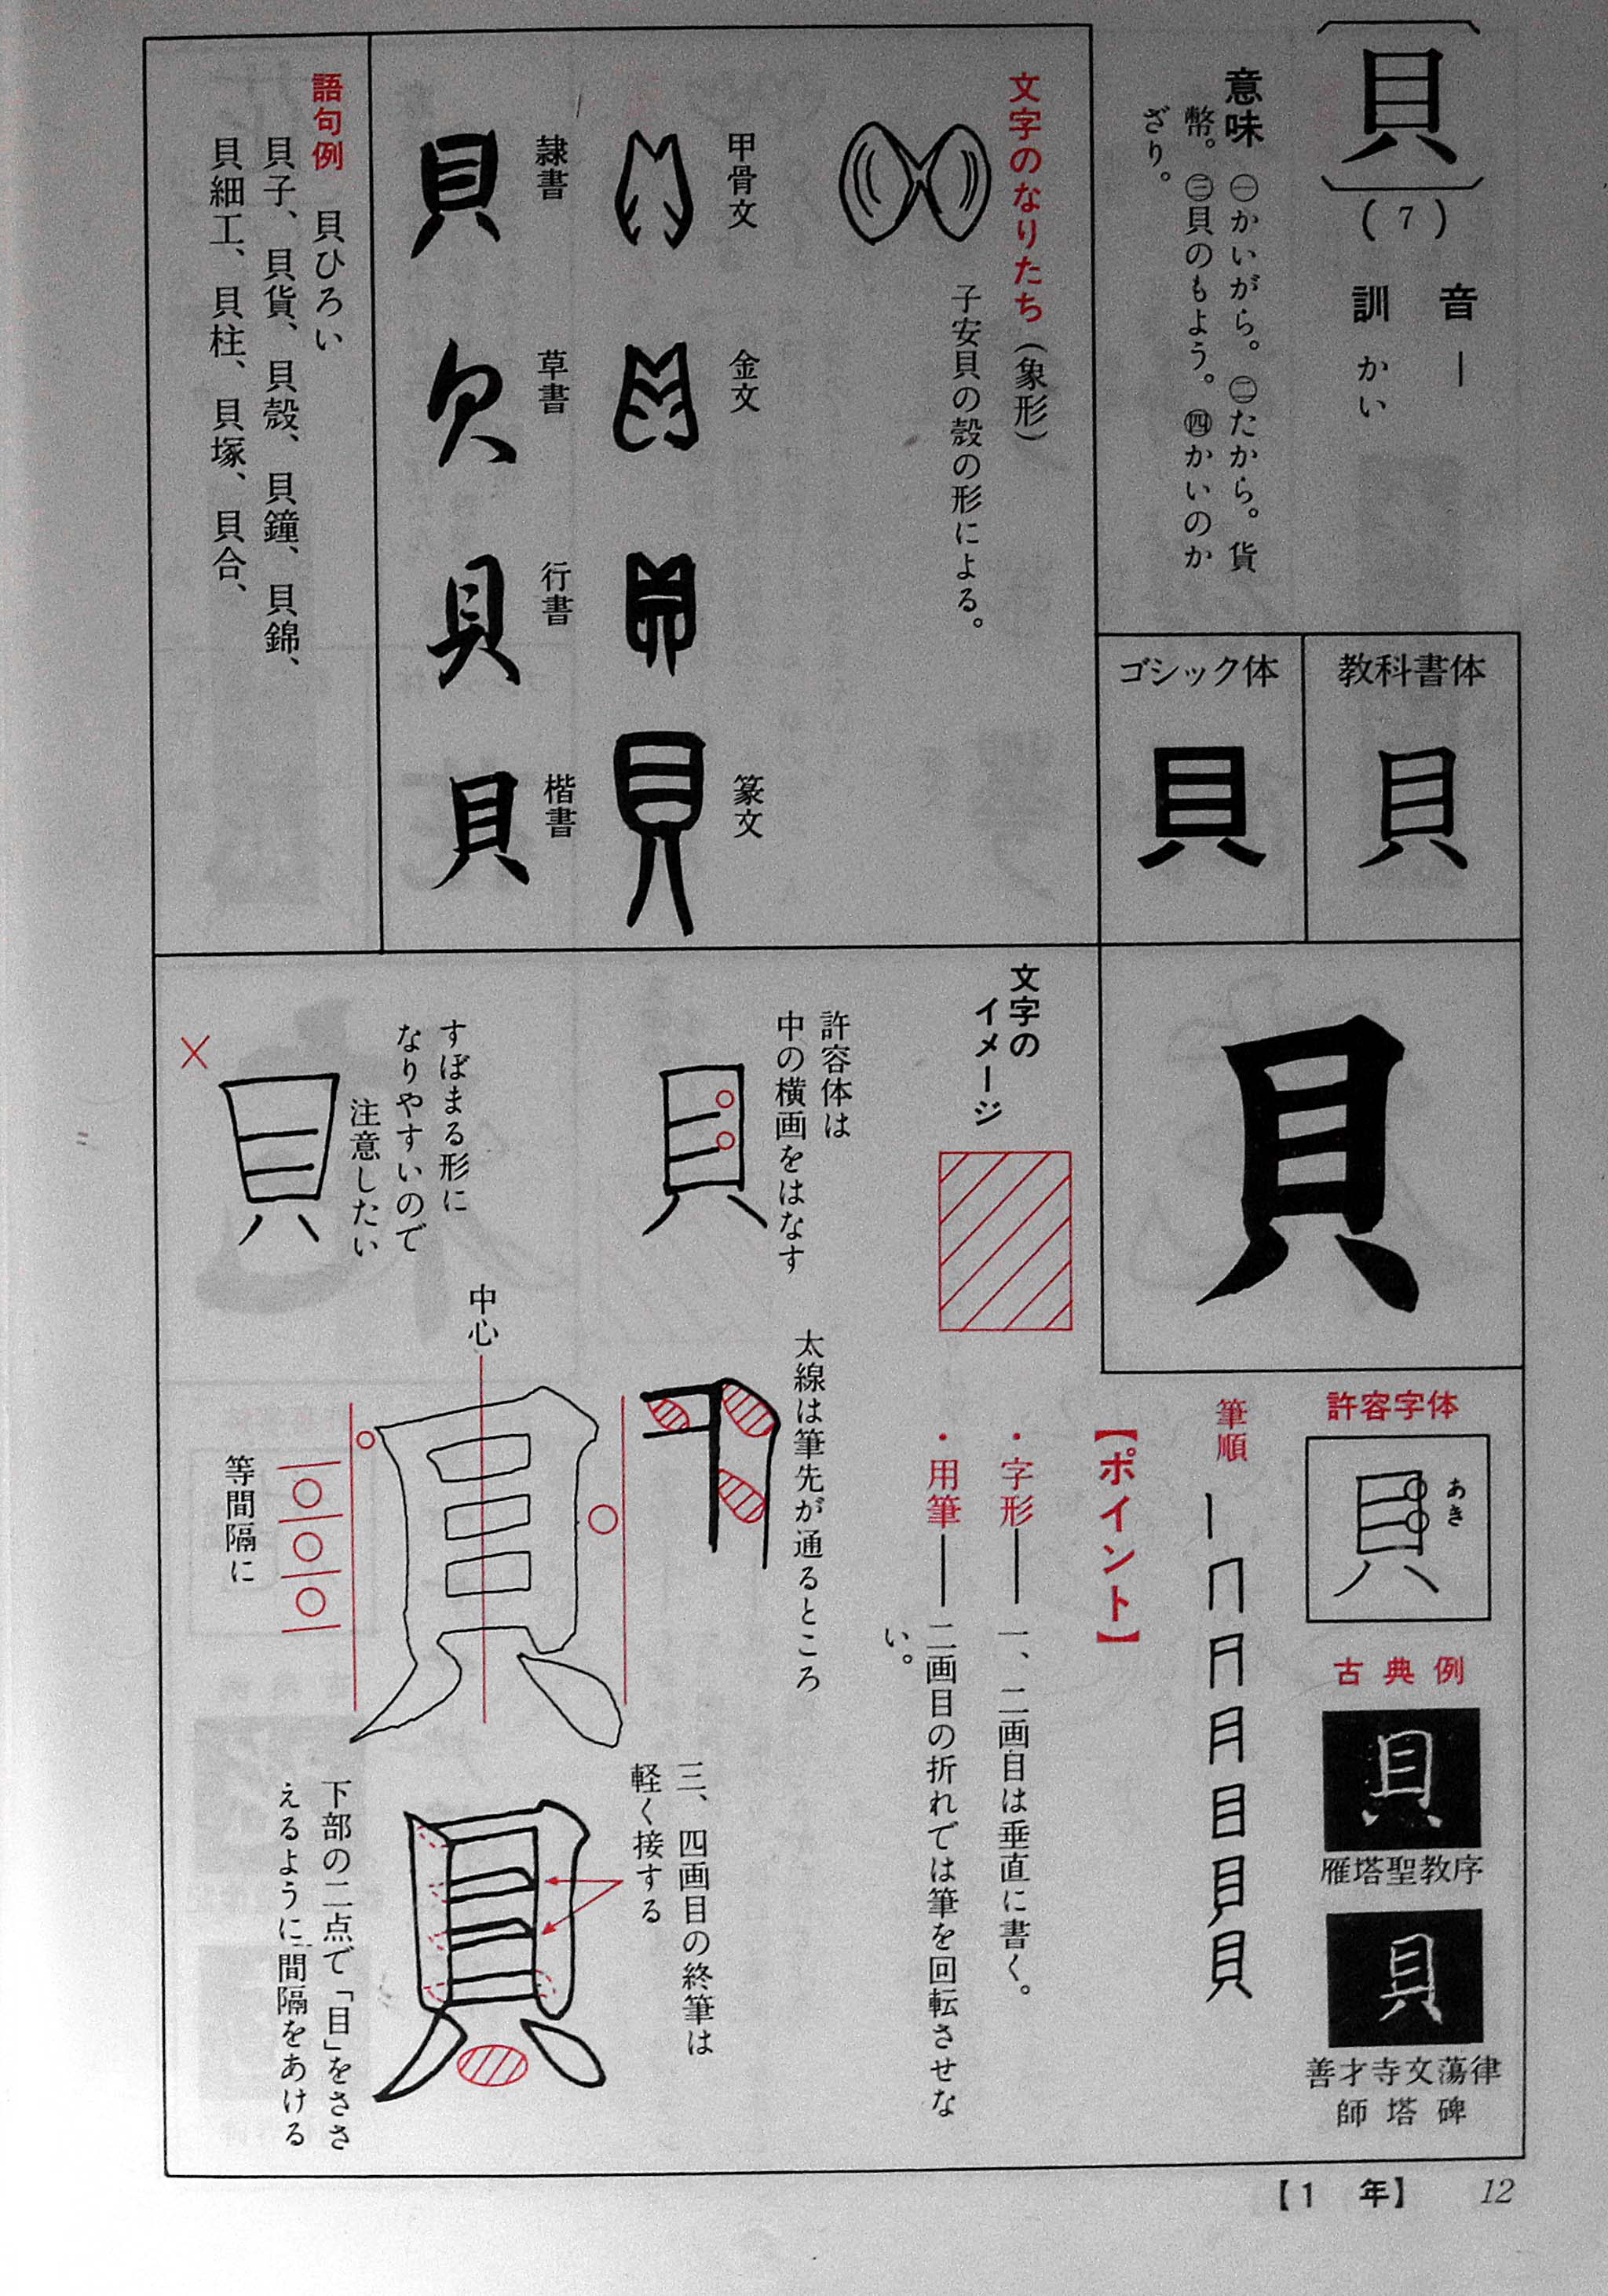 〔貝〕(7)
音 ―
訓 かい
意味 ㊀かいがら。㊁たから。貨
幣。㊂貝のもよう。㊃かいのか
ざり。
教科書体
貝
ゴシック体
貝
文字のなりたち(象形)
子安貝の殻の形による。
甲骨文
金文
篆文
隷書
貝
草書
行書
貝
楷書
貝
語句例 貝ひろい
貝子、貝貨、貝殻、貝鐘、貝錦、
貝細工、貝柱、貝塚、貝合、
貝
許容字体
貝
あき
古典例
貝
雁塔聖教序
貝
善才寺文蕩律
師塔碑
筆順
貝
【ポイント】
・字形―一、二画目は垂直に書く。
・用筆―二画目の折れでは筆を回転させな
い。
文字の
イメージ
許容体は
中の横画をはなす
貝
太線は筆先が通るところ
すぼまる形に
なりやすいので
注意したい
×
貝
中心
等間隔に
貝
三、四画目の終筆は
軽く接する
貝
下部の二点で「目」をささ
えるように間隔をあける
【1 年】 12